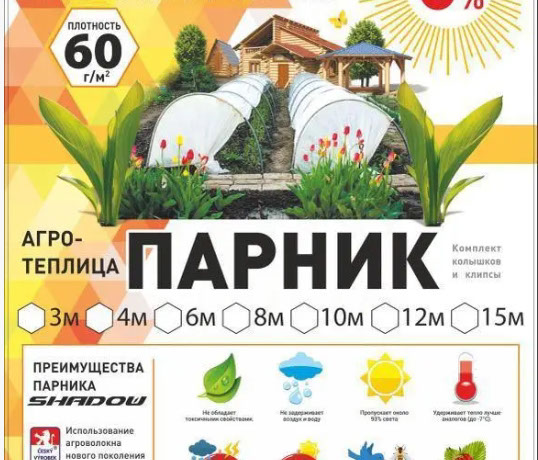 %
ПЛОТНОСТЬ
60
г/м²
АГРО-
ТЕПЛИЦА
ПАРНИК
Комплект
колышков
и клипсы
3м 4м 6м 8м 10м 12м 15м
ПРЕИМУЩЕСТВА
ПАРНИКА
SHADOW
Не обладает
токсичными свойствами.
Не задерживает
воздух и воду
Пропускает около
93% света
Удерживает тепло лучше
аналогов (до -7°C).
ČESKÝ
VÝROBEK
Использование
агроволокна
нового поколения